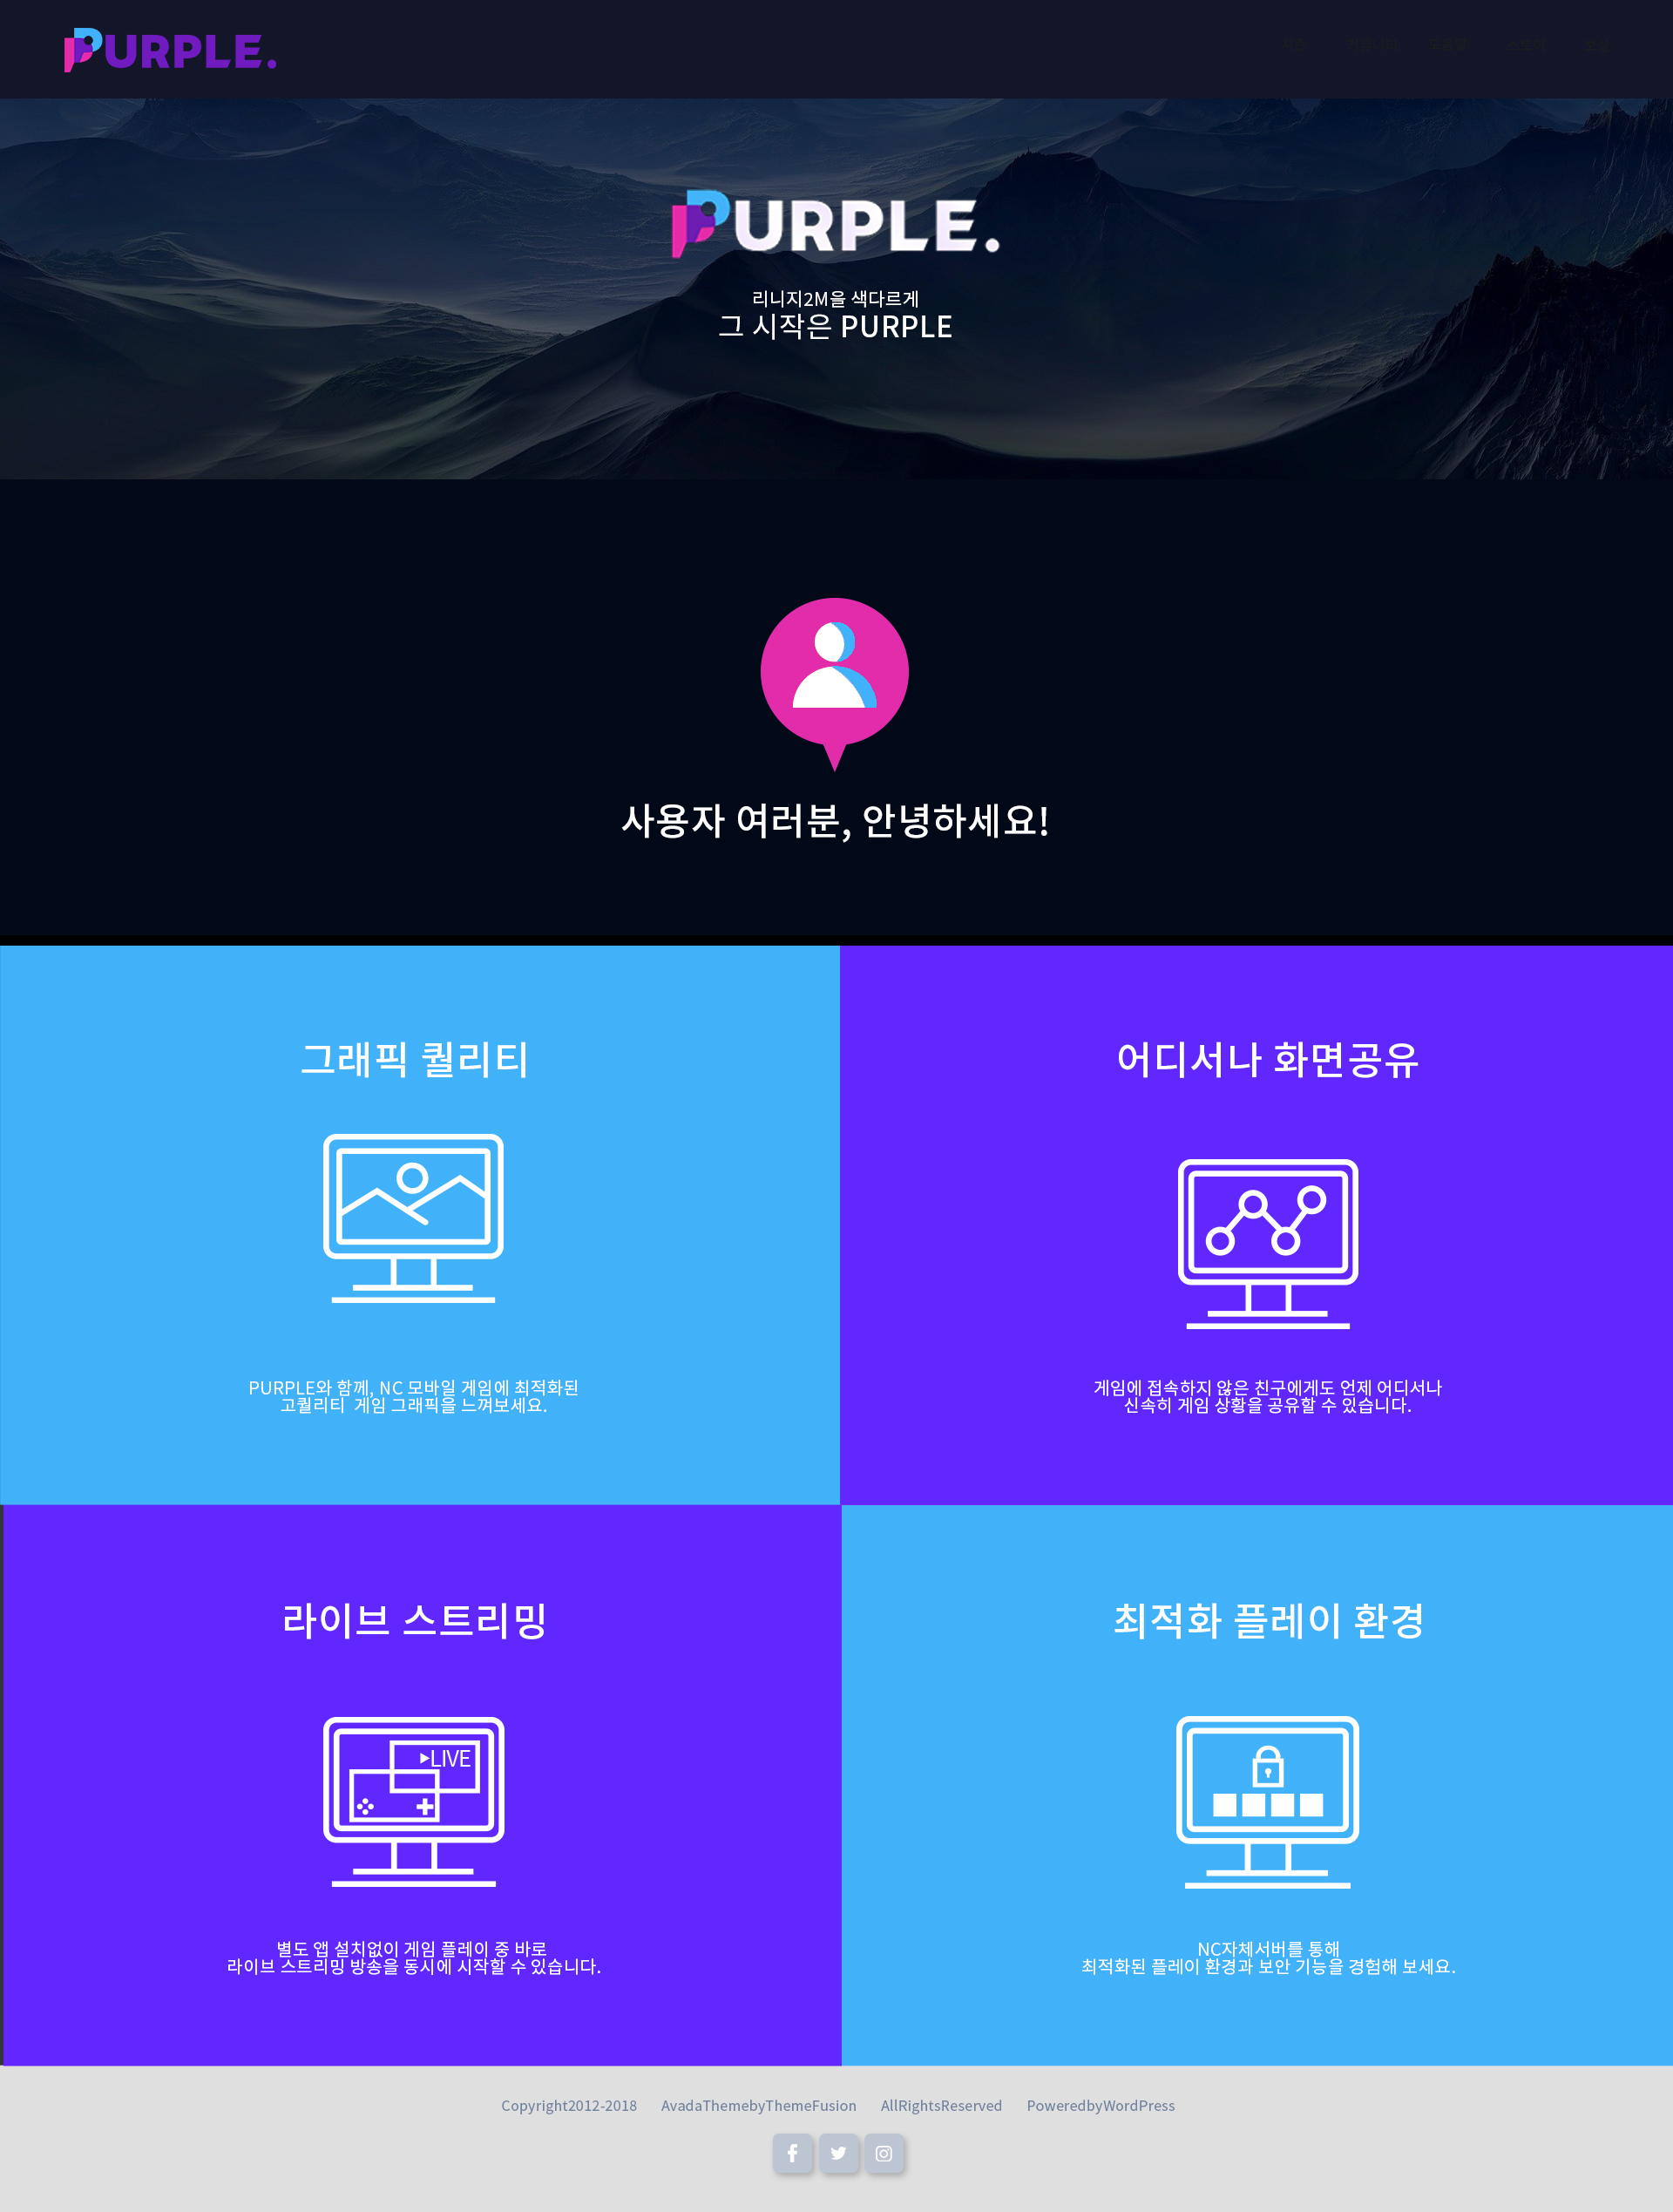 PURPLE.
PURPLE.
리니지2M을 색다르게
그 시작은 PURPLE
사용자 여러분, 안녕하세요!
그래픽 퀄리티
어디서나 화면공유
PURPLE와 함께, NC 모바일 게임에 최적화된
고퀄리티 게임 그래픽을 느껴보세요.
게임에 접속하지 않은 친구에게도 언제 어디서나
신속히 게임 상황을 공유할 수 있습니다.
라이브 스트리밍
최적화 플레이 환경
LIVE
별도 앱 설치없이 게임 플레이 중 바로
라이브 스트리밍 방송을 동시에 시작할 수 있습니다.
NC자체서버를 통해
최적화된 플레이 환경과 보안 기능을 경험해 보세요.
Copyright2012-2018 AvadaThemebyThemeFusion AllRightsReserved PoweredbyWordPress